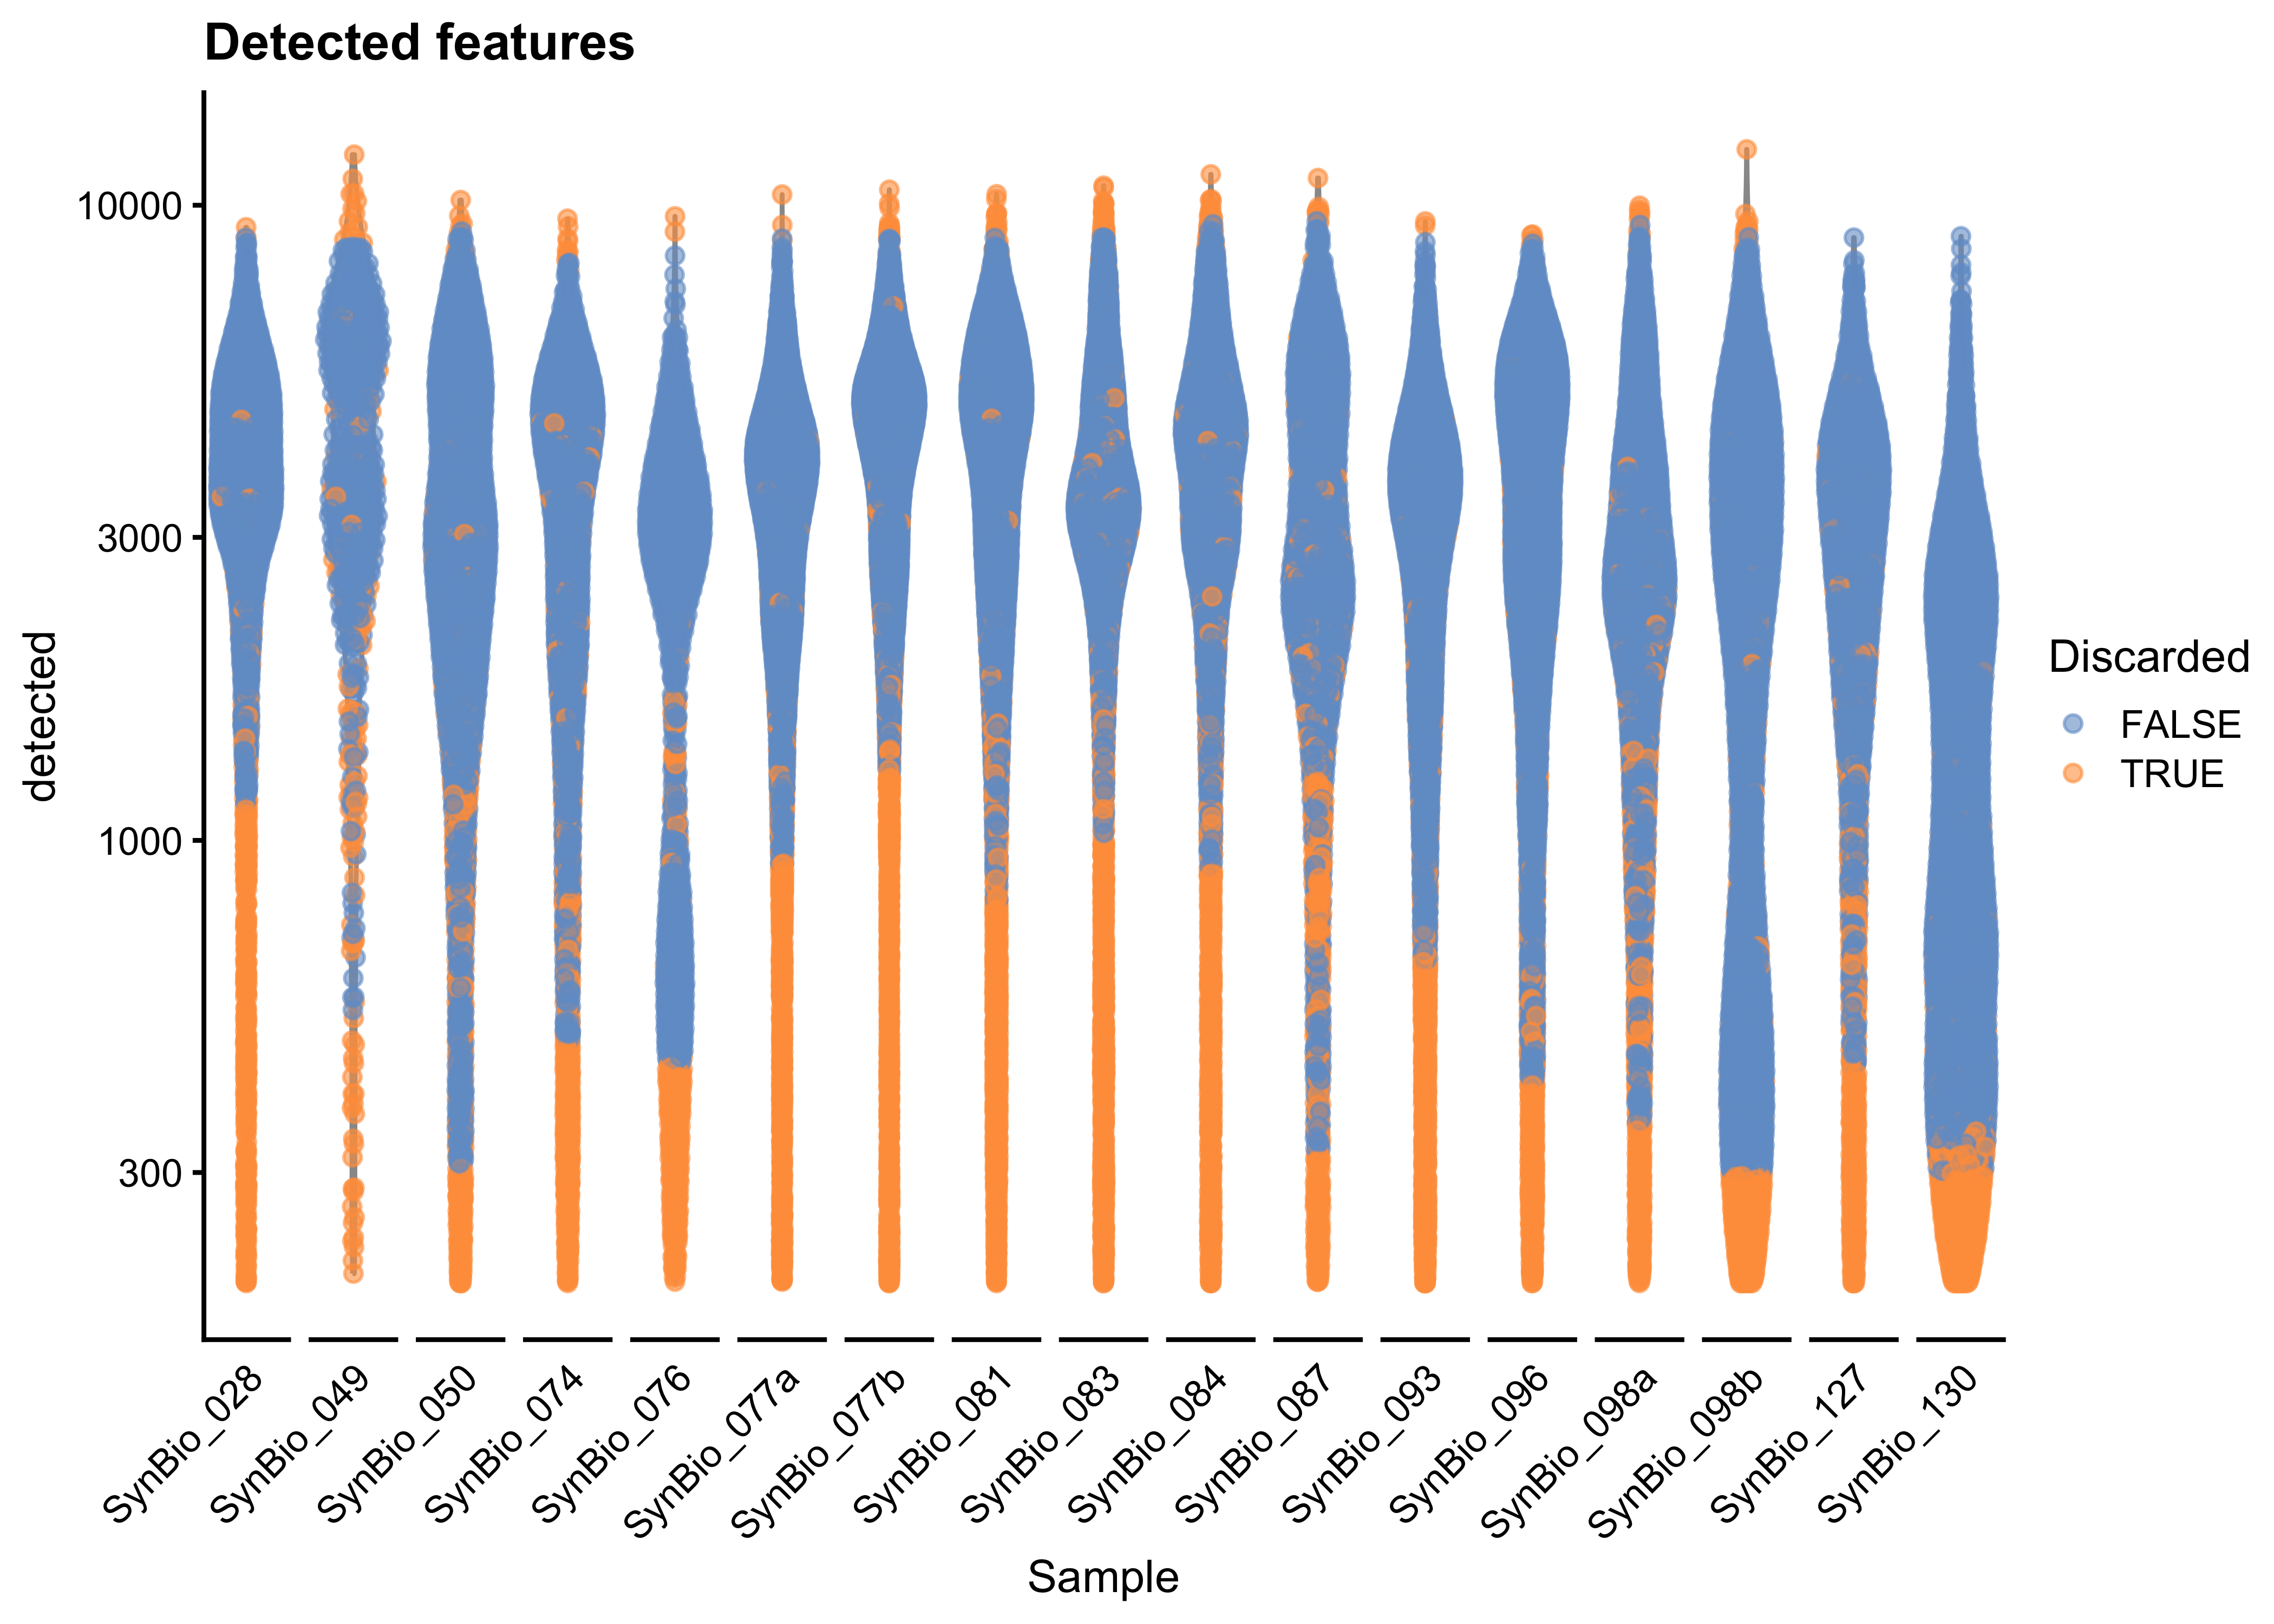 Detected features
10000
3000
1000
300
detected
SynBio_028
SynBio_049
SynBio_050
SynBio_074
SynBio_076
SynBio_077a
SynBio_077b
SynBio_081
SynBio_083
SynBio_084
SynBio_087
SynBio_093
SynBio_096
SynBio_098a
SynBio_098b
SynBio_127
SynBio_130
Sample
Discarded
FALSE
TRUE